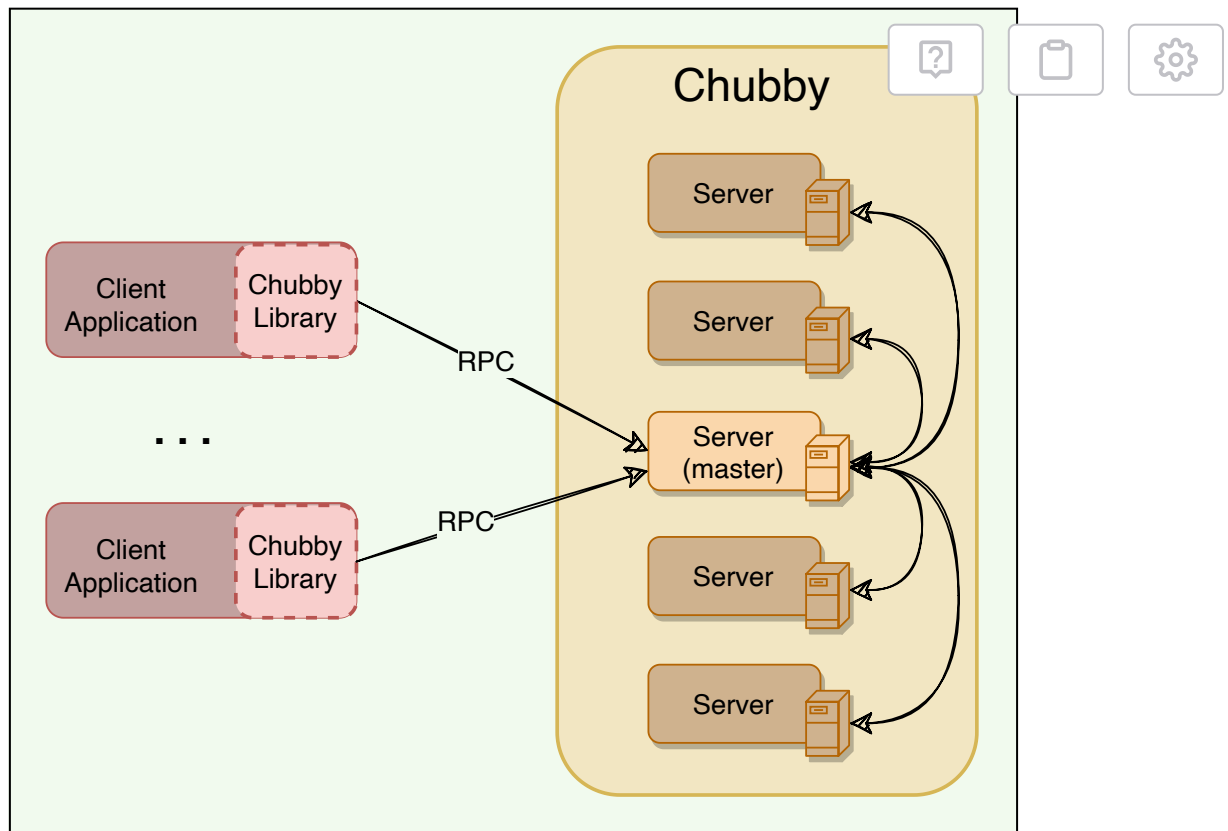 Chubby
?
Server
Server
Client
Application
Chubby
Library
RPC
Server
(master)
. . .
RPC
Client
Application
Chubby
Library
Server
Server